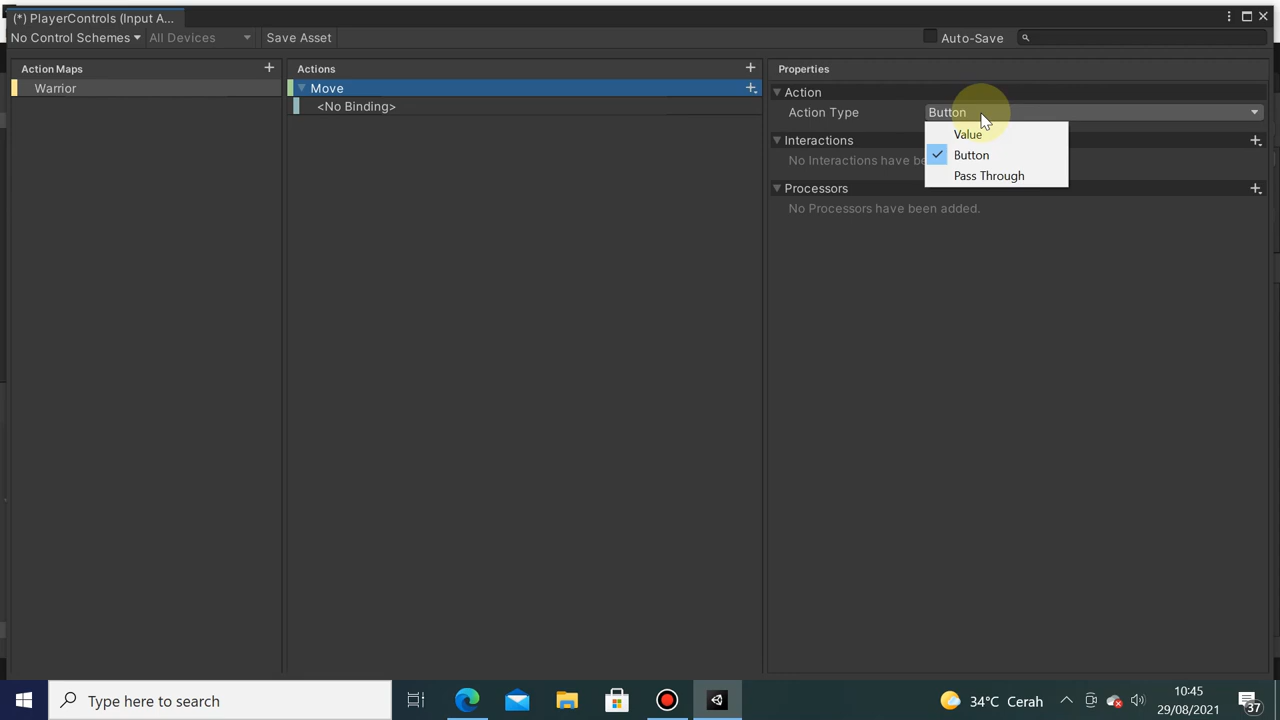 (*) PlayerControls (Input A...
No Control Schemes
All Devices
Save Asset
Auto-Save
Action Maps
Actions
Properties
Warrior
Move
<No Binding>
Action
Action Type
Button
Value
Button
Pass Through
Interactions
No Interactions have be
Processors
No Processors have been added.
Type here to search
34°C Cerah
10:45
29/08/2021
37